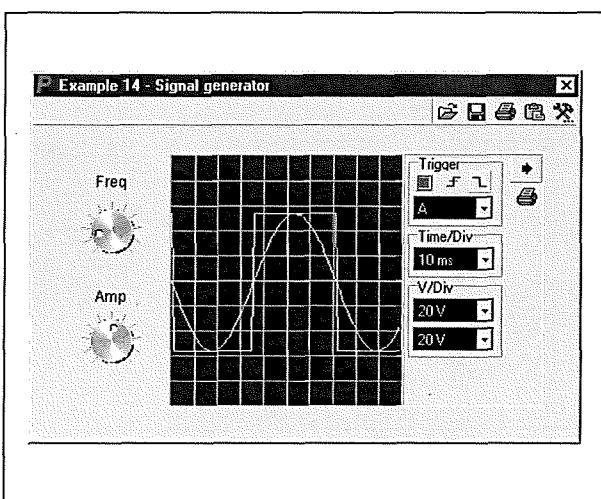 P Example 14 - Signal generator
Freq
Amp
Trigger
A
Time/Div
10 ms
V/Div
20 V
20 V